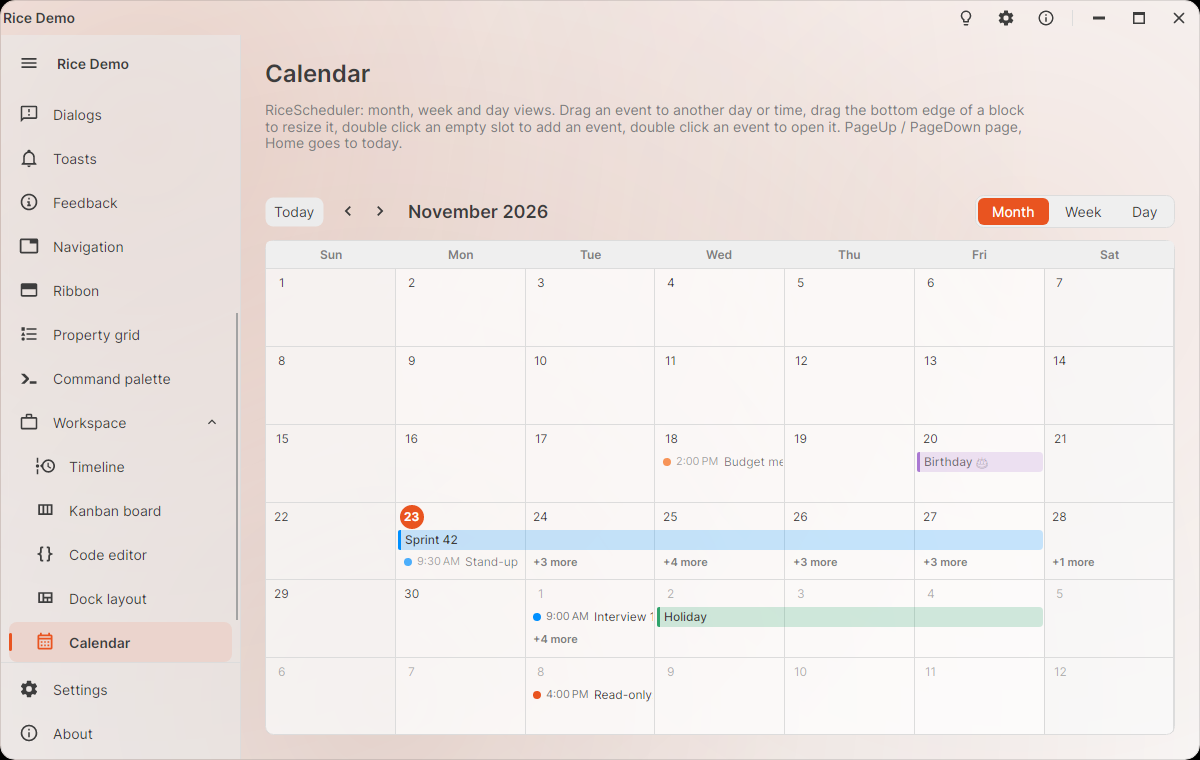 Rice Demo
Rice Demo
Dialogs
Toasts
Feedback
Navigation
Ribbon
Property grid
Command palette
Workspace
Timeline
Kanban board
Code editor
Dock layout
Calendar
Settings
About
Calendar
RiceScheduler: month, week and day views. Drag an event to another day or time, drag the bottom edge of a block
to resize it, double click an empty slot to add an event, double click an event to open it. PageUp / PageDown page,
Home goes to today.
Today November 2026 Month Week Day
Sun Mon Tue Wed Thu Fri Sat
1 2 3 4 5 6 7
8 9 10 11 12 13 14
15 16 17 18 19 20 21
2:00 PM Budget me Birthday
22 23 24 25 26 27 28
Sprint 42
9:30 AM Stand-up +3 more +4 more +3 more +3 more +1 more
29 30 1 2 3 4 5
9:00 AM Interview Holiday
+4 more
6 7 8 9 10 11 12
4:00 PM Read-only